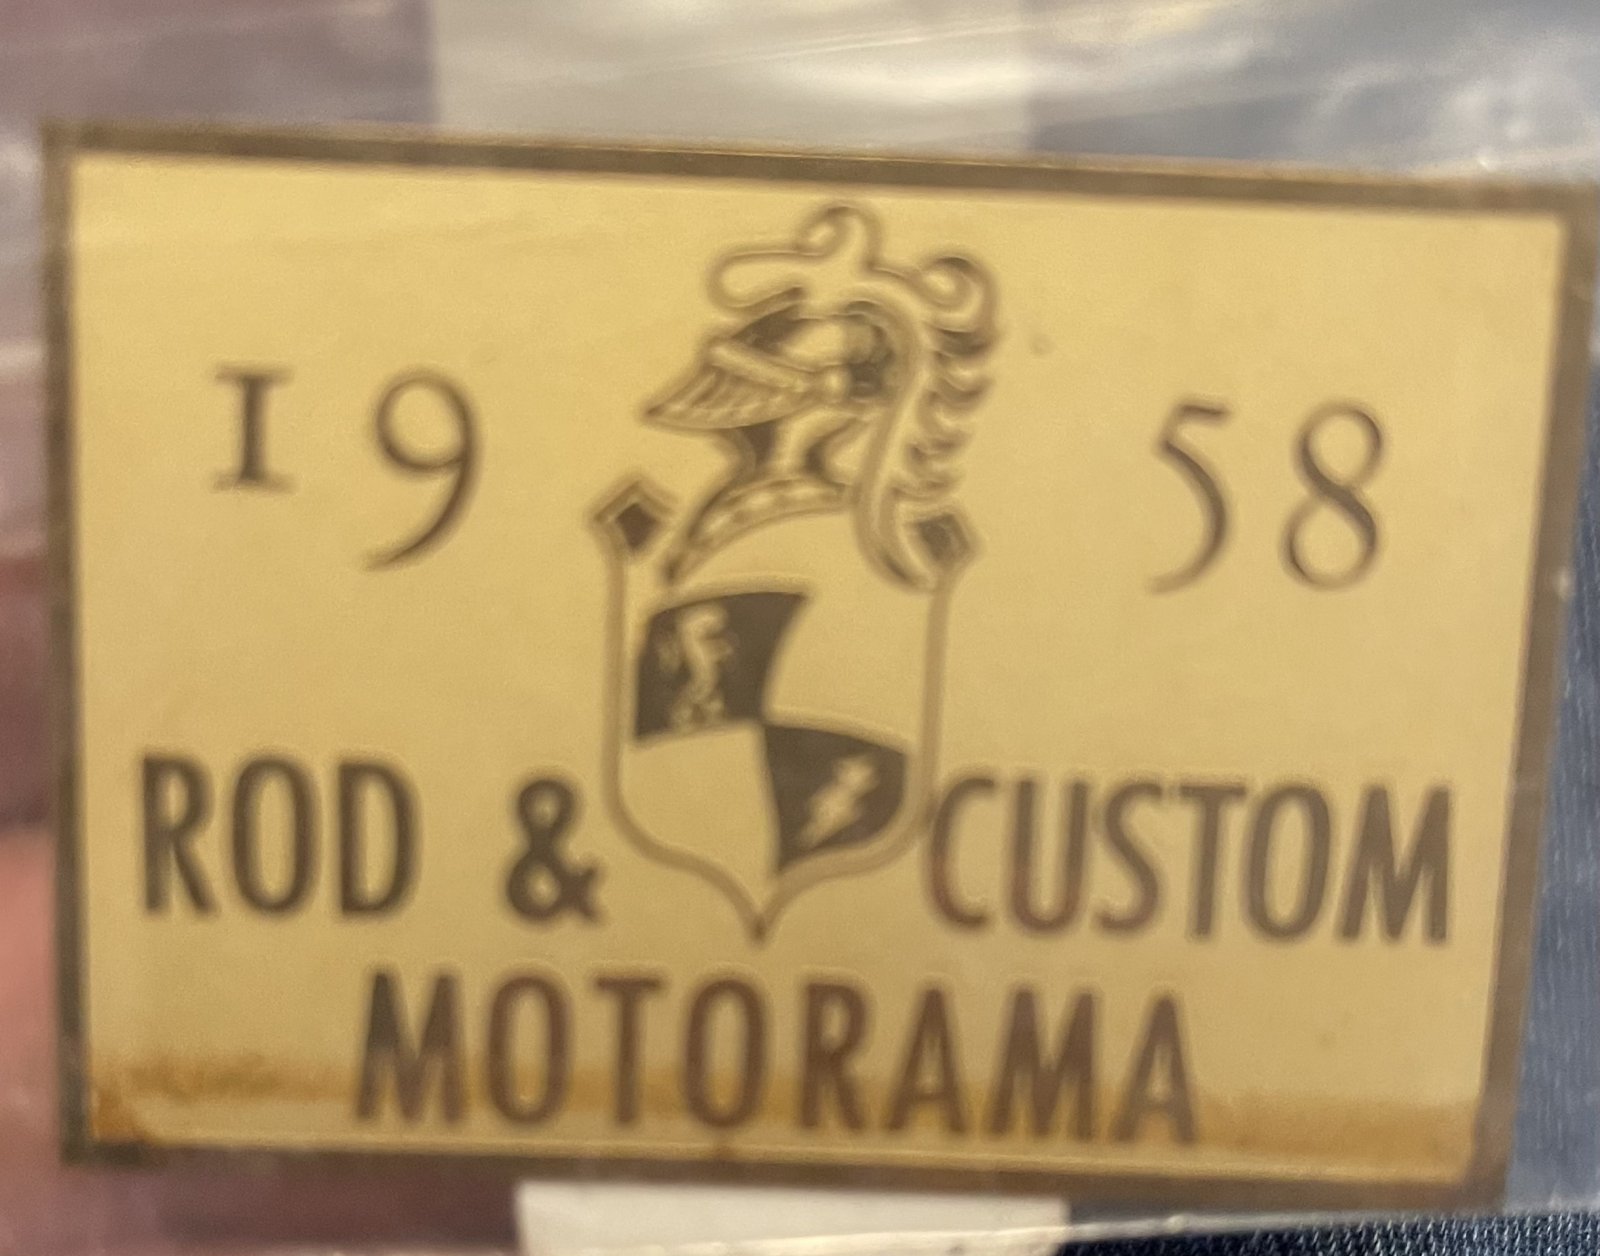 1958
ROD & CUSTOM
MOTORAMA